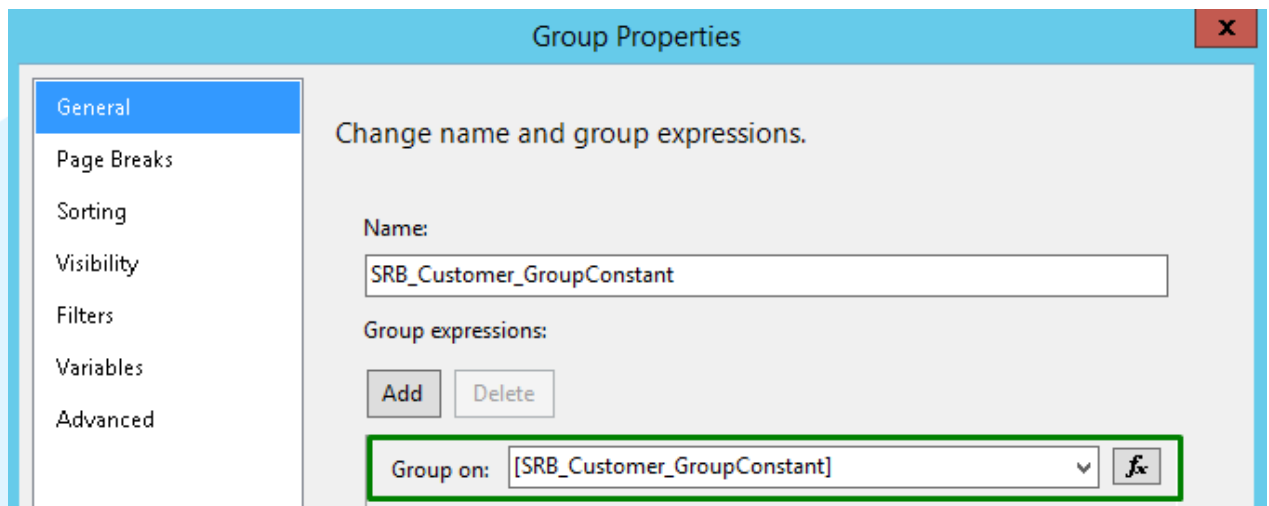 Group Properties
x
General
Page Breaks
Sorting
Visibility
Filters
Variables
Advanced
Change name and group expressions.
Name:
SRB_Customer_GroupConstant
Group expressions:
Add Delete
Group on: [SRB_Customer_GroupConstant] fx